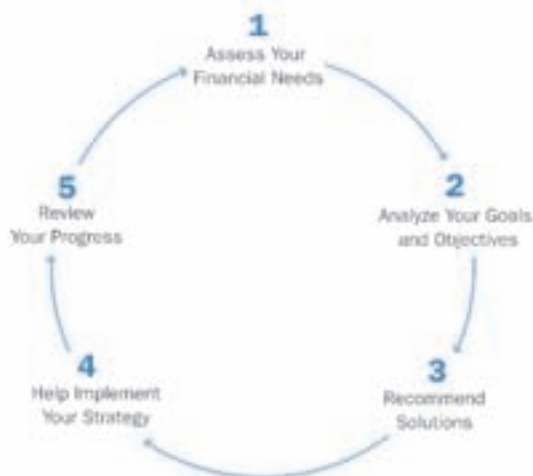 1
Assess Your
Financial Needs
2
Analyze Your Goals
and Objectives
3
Recommend
Solutions
4
Help Implement
Your Strategy
5
Review
Your Progress